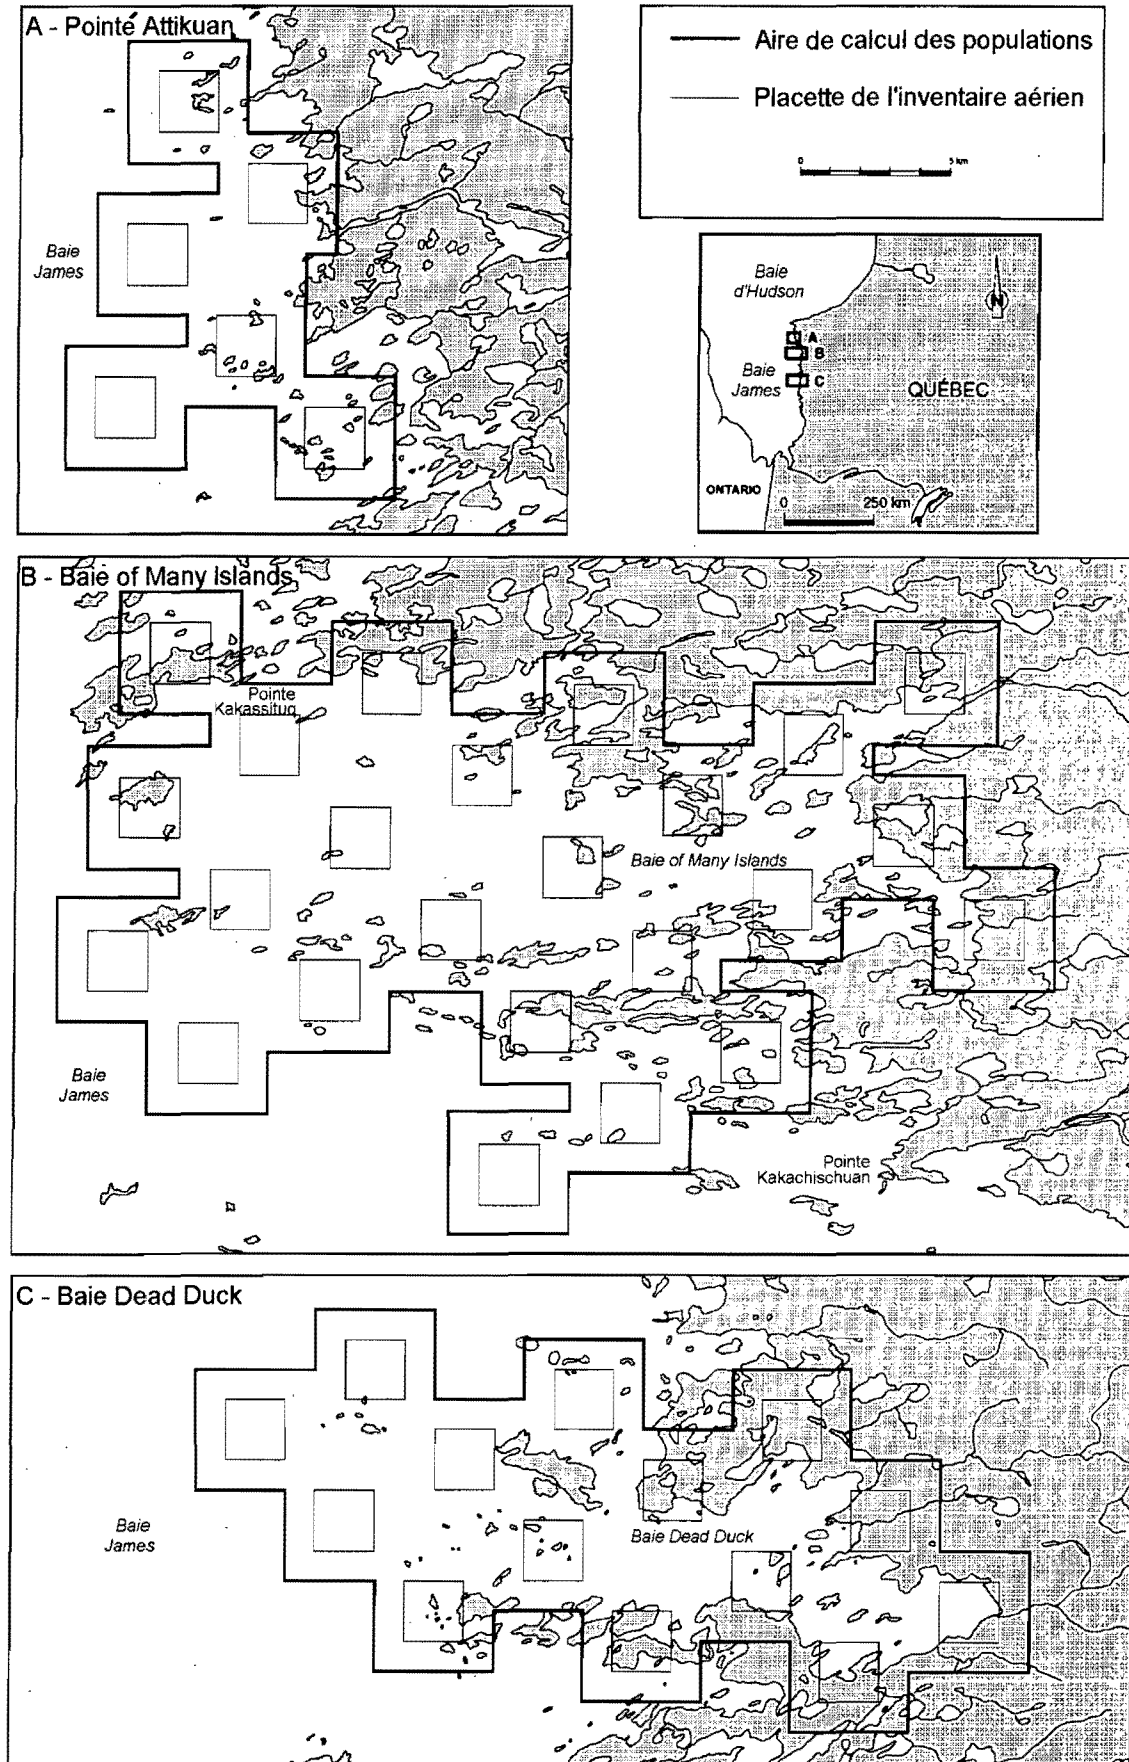 A - Pointe Attikuan
Baie
James
Aire de calcul des populations
Placette de l'inventaire aérien
0 5 km
Baie
d'Hudson
N
A
B
Baie
James
C
QUÉBEC
ONTARIO
0 250 km
B - Baie of Many Islands
Pointe
Kakassituq
Baie of Many Islands
Baie
James
Pointe
Kakachischuan
C - Baie Dead Duck
Baie
James
Baie Dead Duck